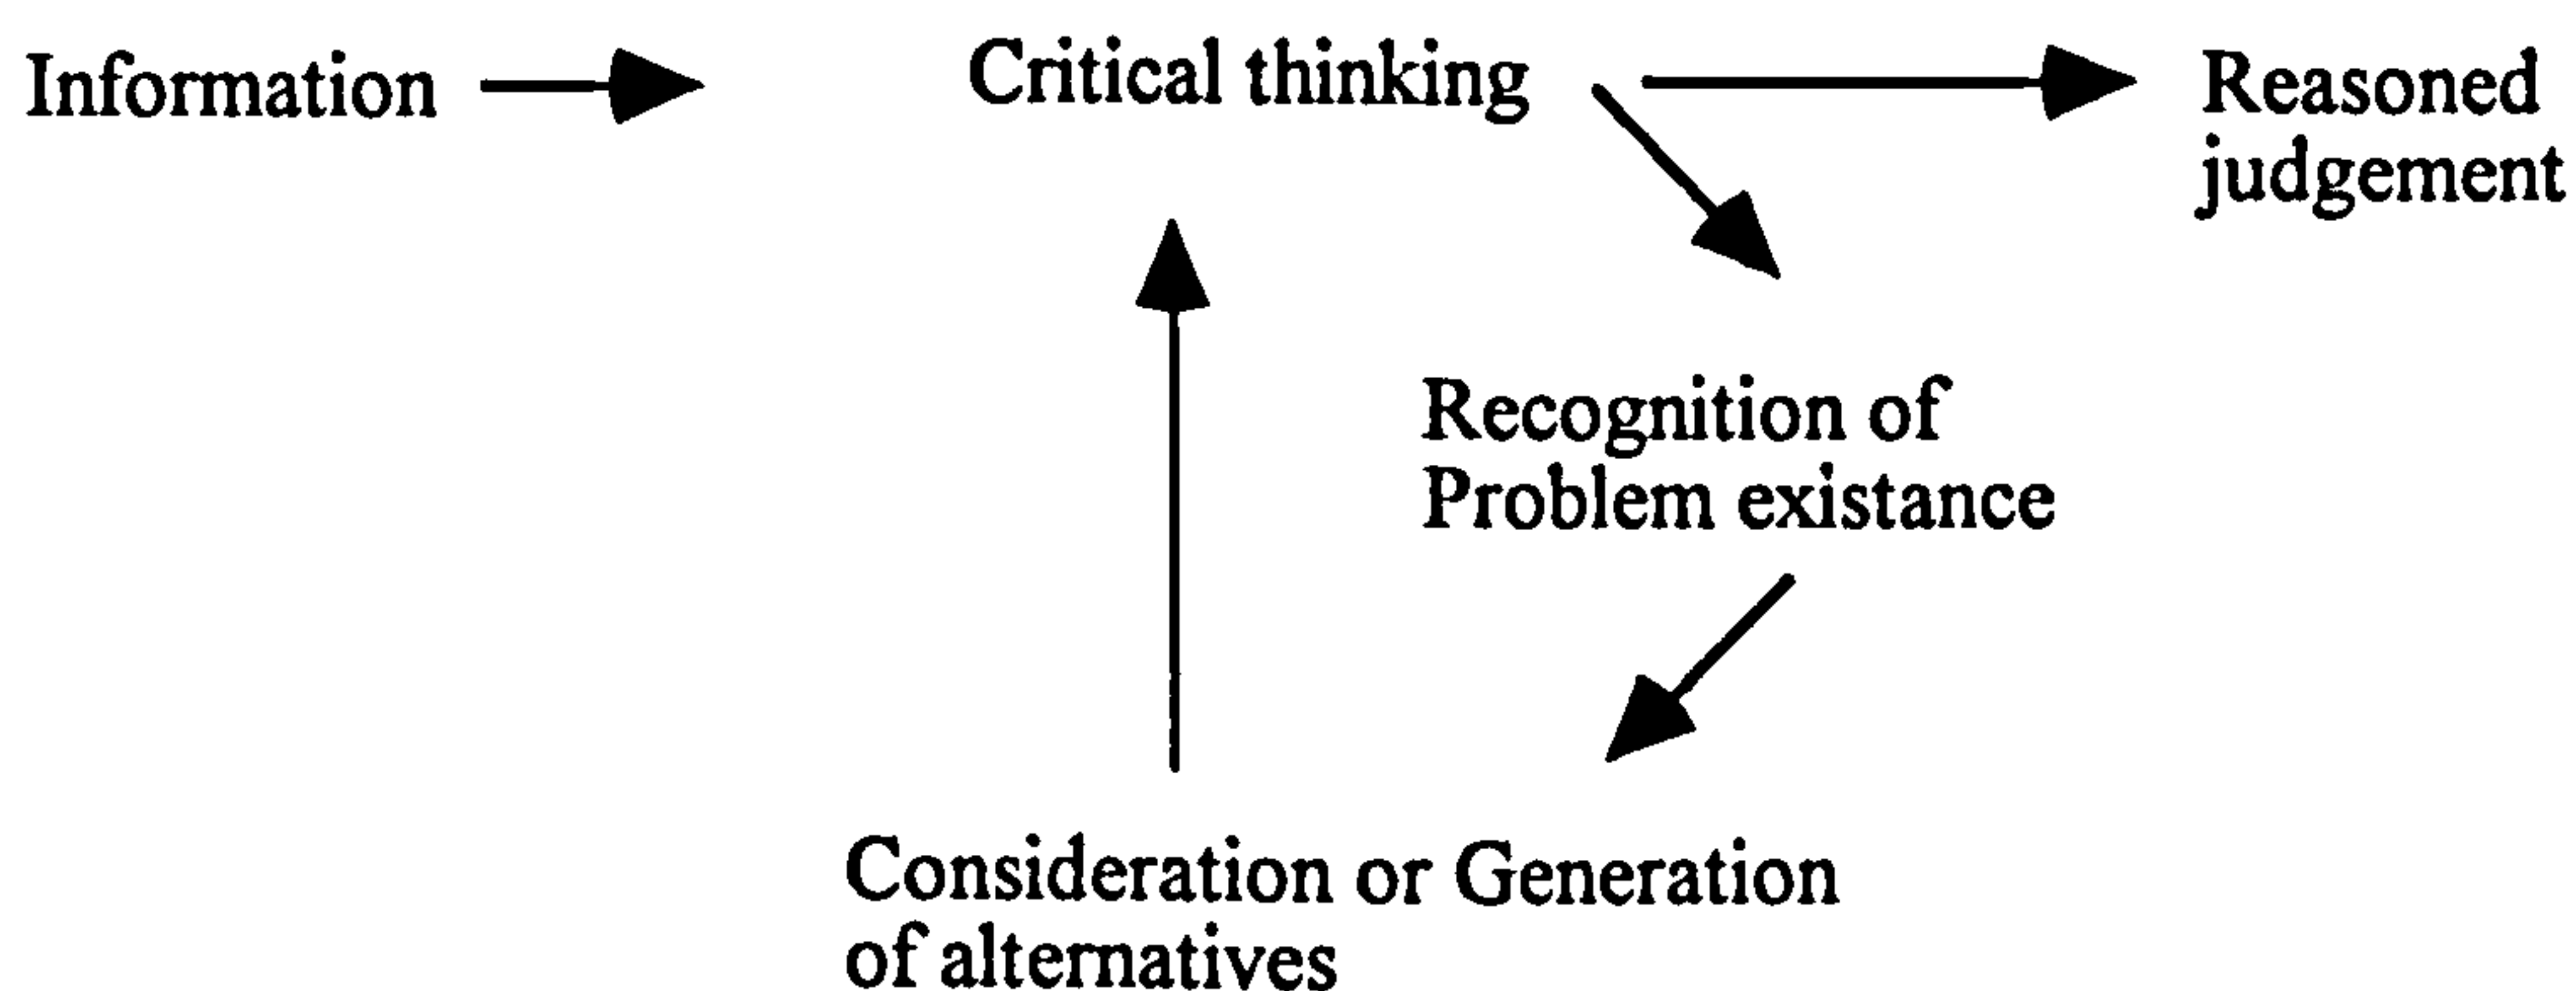 Information
Critical thinking
Reasoned
judgement
Recognition of
Problem existance
Consideration or Generation
of alternatives